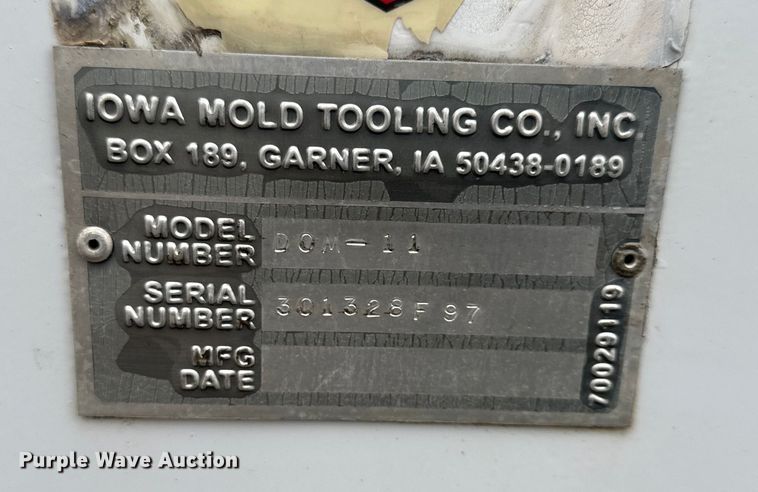 IOWA MOLD TOOLING CO., INC.
BOX 189, GARNER, IA 50438-0189
MODEL NUMBER DOM-11
SERIAL NUMBER 301328F97
MFG DATE
70029119
Purple Wave Auction